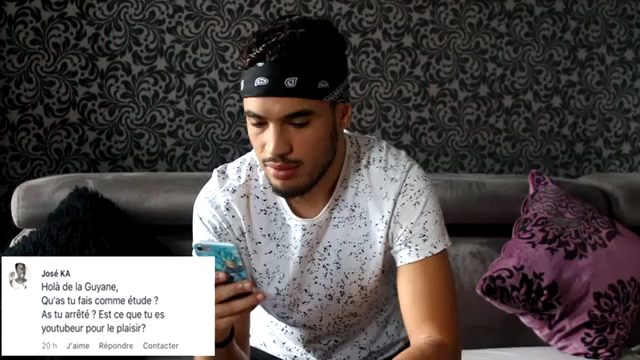 José KA
Holà de la Guyane,
Qu'as tu fais comme étude ?
As tu arrêté ? Est ce que tu es
youtubeur pour le plaisir?
20 h J'aime Répondre Contacter